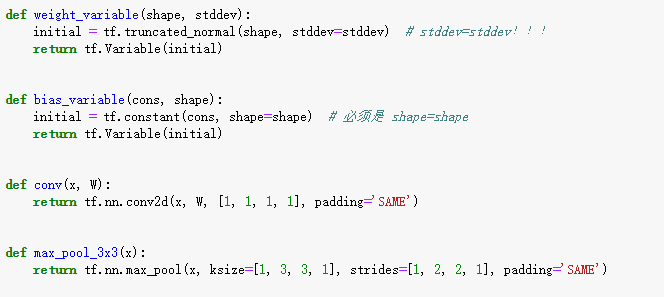 def weight_variable(shape, stddev):
    initial = tf.truncated_normal(shape, stddev=stddev)  # stddev=stddev！！！
    return tf.Variable(initial)
def bias_variable(cons, shape):
    initial = tf.constant(cons, shape=shape)  # 必须是 shape=shape
    return tf.Variable(initial)
def conv(x, W):
    return tf.nn.conv2d(x, W, [1, 1, 1, 1], padding='SAME')
def max_pool_3x3(x):
    return tf.nn.max_pool(x, ksize=[1, 3, 3, 1], strides=[1, 2, 2, 1], padding='SAME')